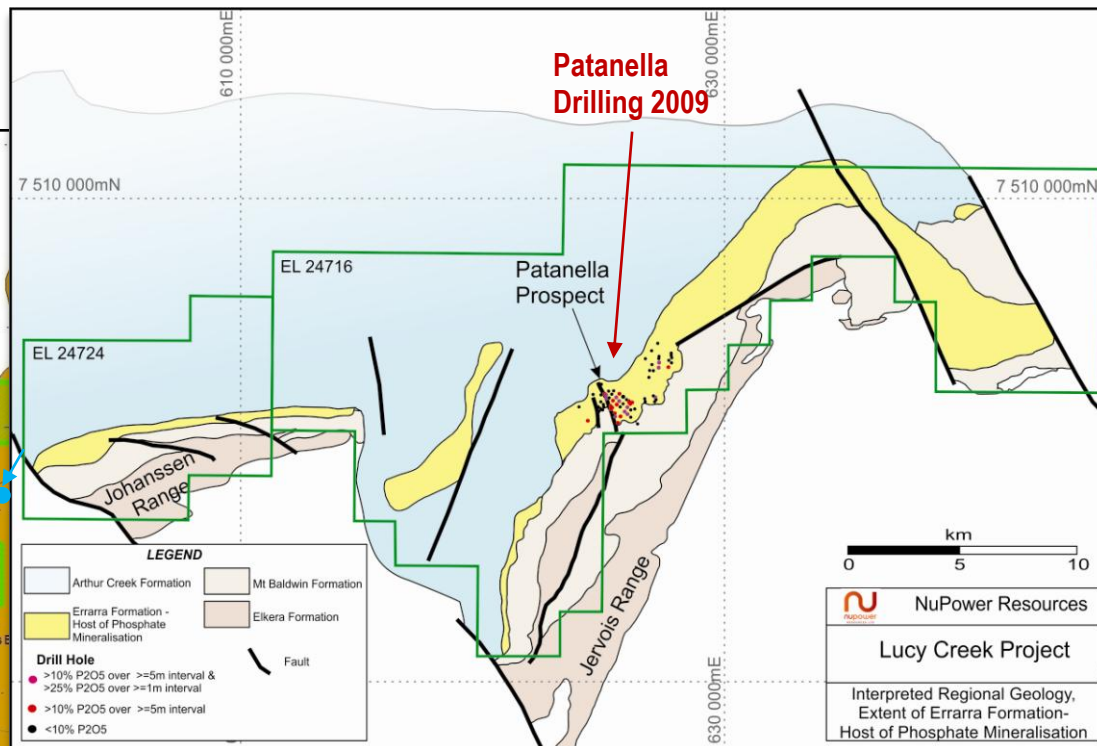 610 000mE
630 000mE
Patanella
Drilling 2009
7 510 000mN
7 510 000mN
EL 24716
Patanella
Prospect
EL 24724
Johanssen
Range
Jervois Range
km
0
5
10
LEGEND
Arthur Creek Formation
Mt Baldwin Formation
Errarra Formation -
Host of Phosphate
Mineralisation
Elkera Formation
Drill Hole
>10% P2O5 over >=5m interval &
>25% P2O5 over >=1m interval
>10% P2O5 over >=5m interval
<10% P2O5
Fault
630 000mE
nupower
NuPower Resources
Lucy Creek Project
Interpreted Regional Geology,
Extent of Errarra Formation-
Host of Phosphate Mineralisation